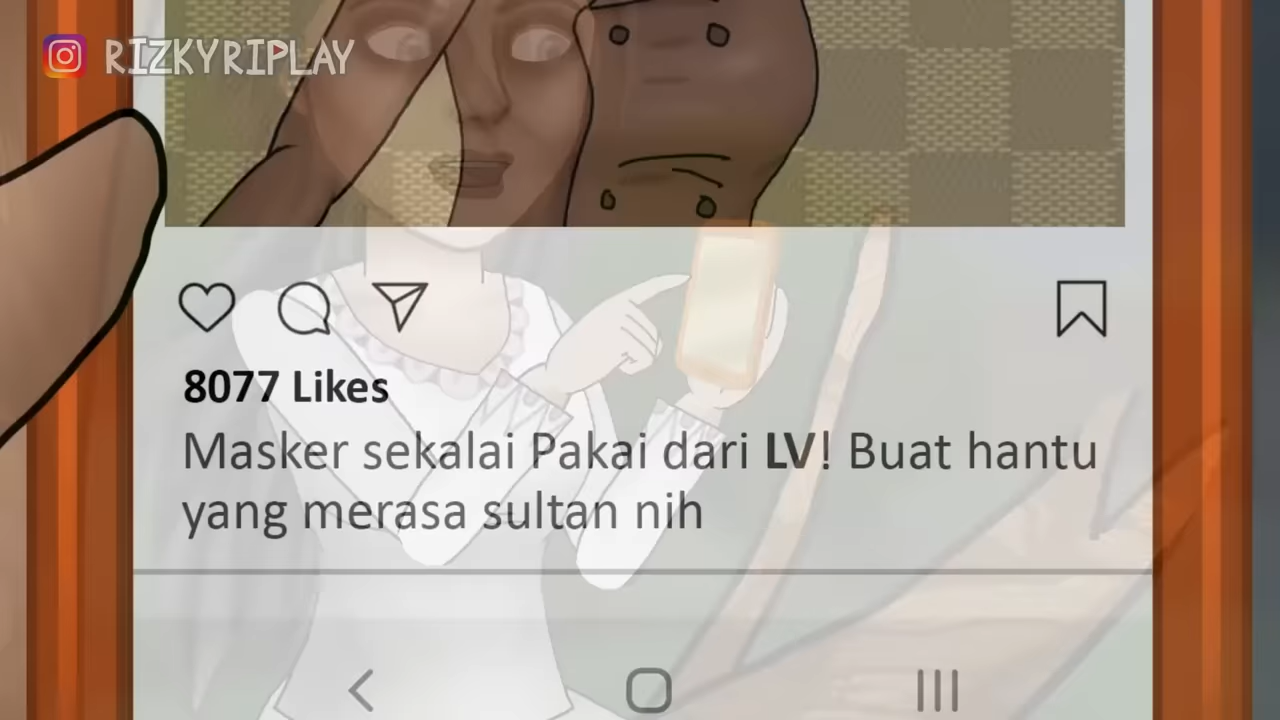 RIZKYRIPLAY
8077 Likes
Masker sekalai Pakai dari LV! Buat hantu
yang merasa sultan nih